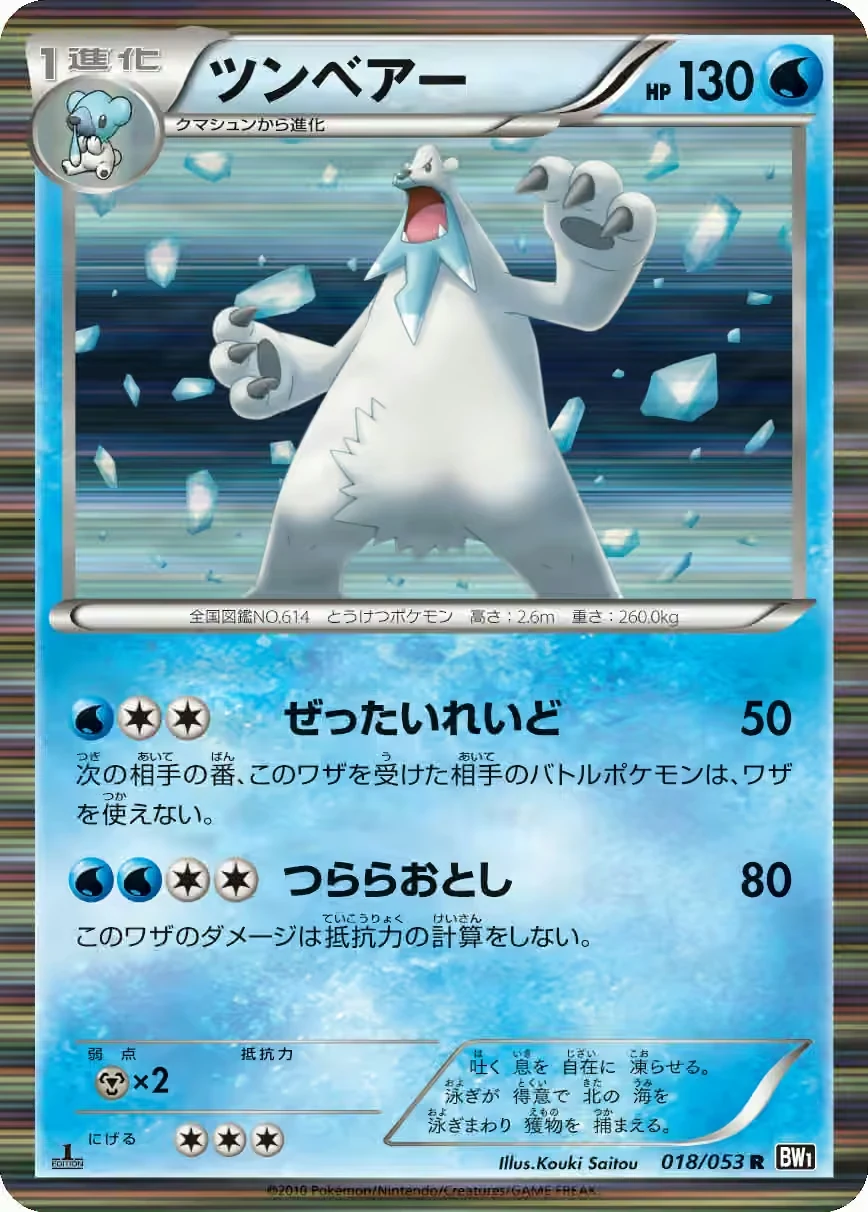 1進化
ツンベアー
HP 130
クマシュンから進化
全国図鑑NO.614 とうけつポケモン 高さ：2.6m 重さ：260.0kg
ぜったいれいど 50
次の相手の番、このワザを受けた相手のバトルポケモンは、ワザ
を使えない。
つららおとし 80
このワザのダメージは抵抗力の計算をしない。
弱点 抵抗力
×2
にげる
吐く 息を 自在に 凍らせる。
泳ぎが 得意で 北の 海を
泳ぎまわり 獲物を 捕まえる。
1 EDITION
Illus.Kouki Saitou 018/053 R BW1
©2010 Pokémon/Nintendo/Creatures/GAME FREAK.